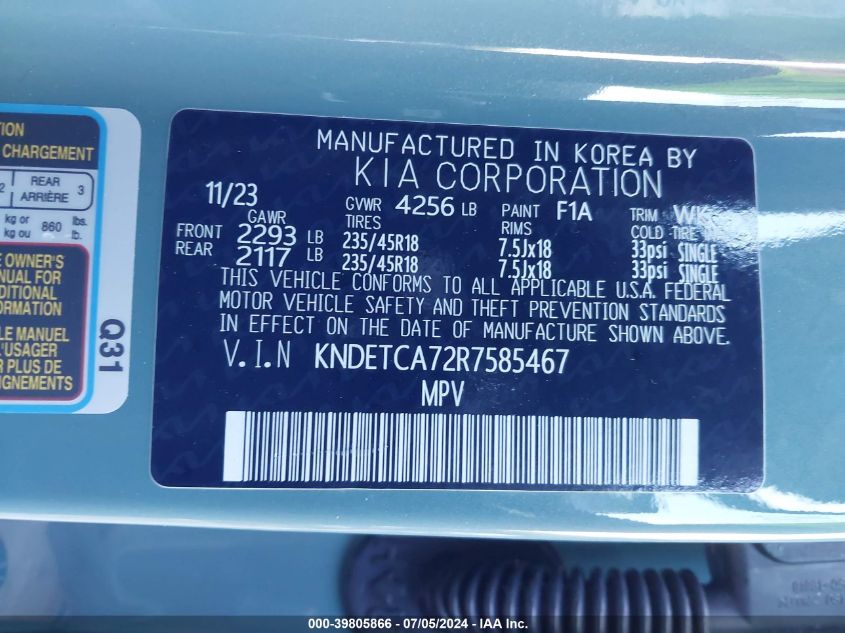 TION
CHARGEMENT
2 REAR 3
ARRIÈRE
kg or 860 lbs.
kg ou lb.
OWNER'S
MANUAL FOR
DITIONAL
ORMATION
LE MANUEL
L'USAGER
R PLUS DE
IGNEMENTS
Q31
MANUFACTURED IN KOREA BY
KIA CORPORATION
11/23 GVWR 4256 LB PAINT F1A TRIM WK
GAWR TIRES RIMS COLD TIRE
FRONT 2293 LB 235/45R18 7.5Jx18 33psi SINGLE
REAR 2117 LB 235/45R18 7.5Jx18 33psi SINGLE
THIS VEHICLE CONFORMS TO ALL APPLICABLE U.S.A. FEDERAL
MOTOR VEHICLE SAFETY AND THEFT PREVENTION STANDARDS
IN EFFECT ON THE DATE OF MANUFACTURE SHOWN ABOVE.
V.I.N KNDETCA72R7585467
MPV
000-39805866 - 07/05/2024 - IAA Inc.